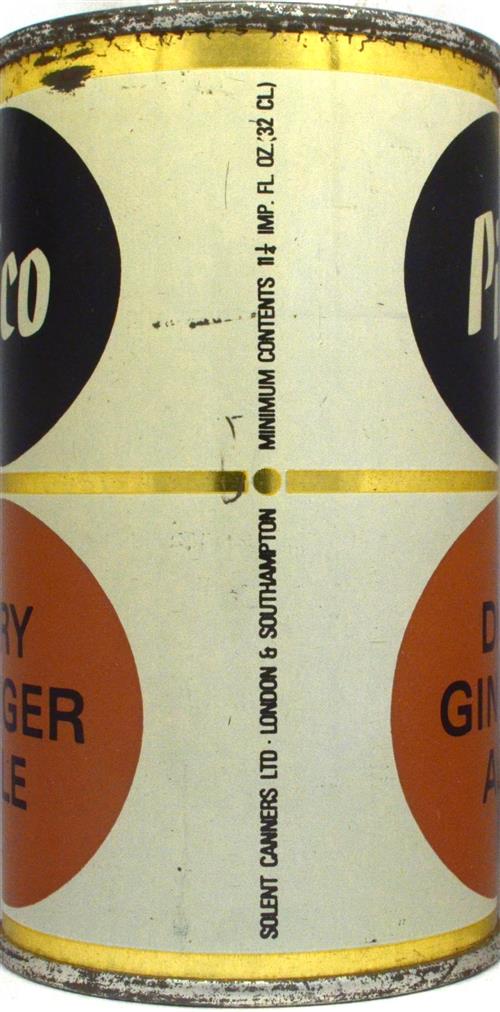 co
P
SOLENT CANNERS LTD · LONDON & SOUTHAMPTON MINIMUM CONTENTS 11¼ IMP. FL. OZ. (32 CL.)
RY
GER
LE
D
GIN
A